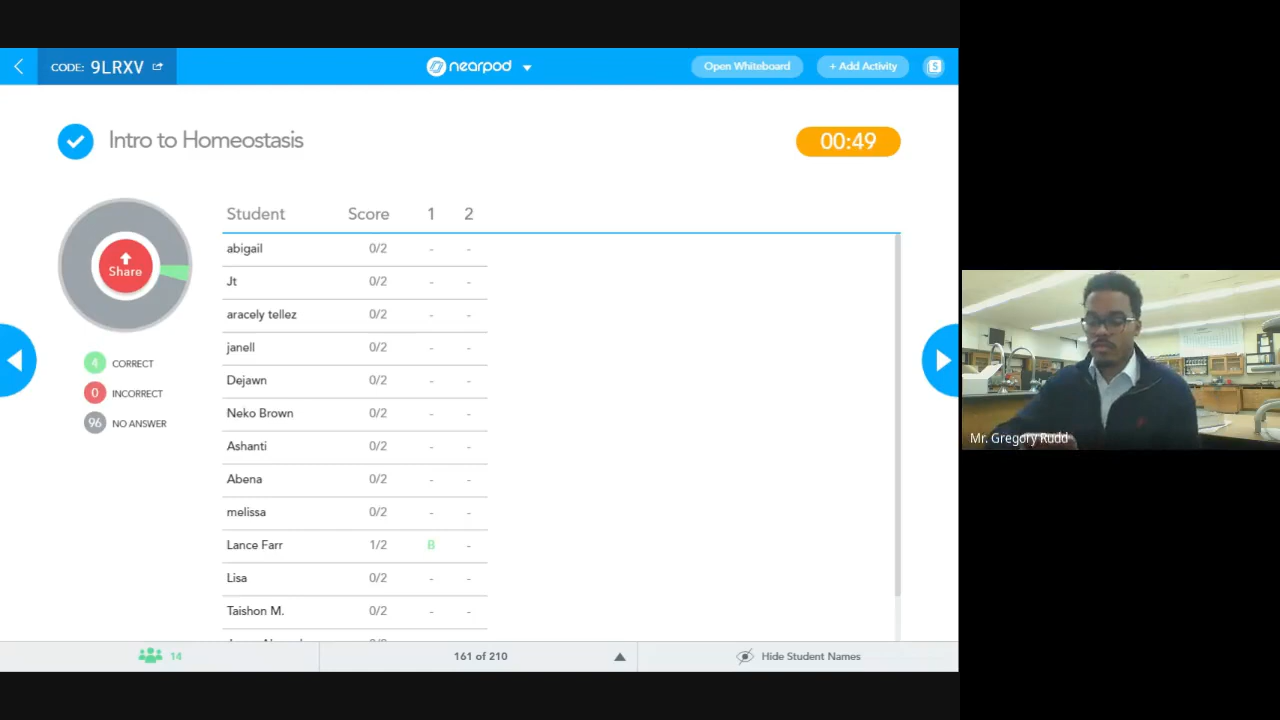 CODE: 9LRXV
nearpod
Open Whiteboard
+ Add Activity
S
Intro to Homeostasis
00:49
Share
4 CORRECT
0 INCORRECT
96 NO ANSWER
Student Score 1 2
abigail 0/2 - -
Jt 0/2 - -
aracely tellez 0/2 - -
janell 0/2 - -
Dejawn 0/2 - -
Neko Brown 0/2 - -
Ashanti 0/2 - -
Abena 0/2 - -
melissa 0/2 - -
Lance Farr 1/2 B -
Lisa 0/2 - -
Taishon M. 0/2 - -
14
161 of 210
Hide Student Names
Mr. Gregory Rudd